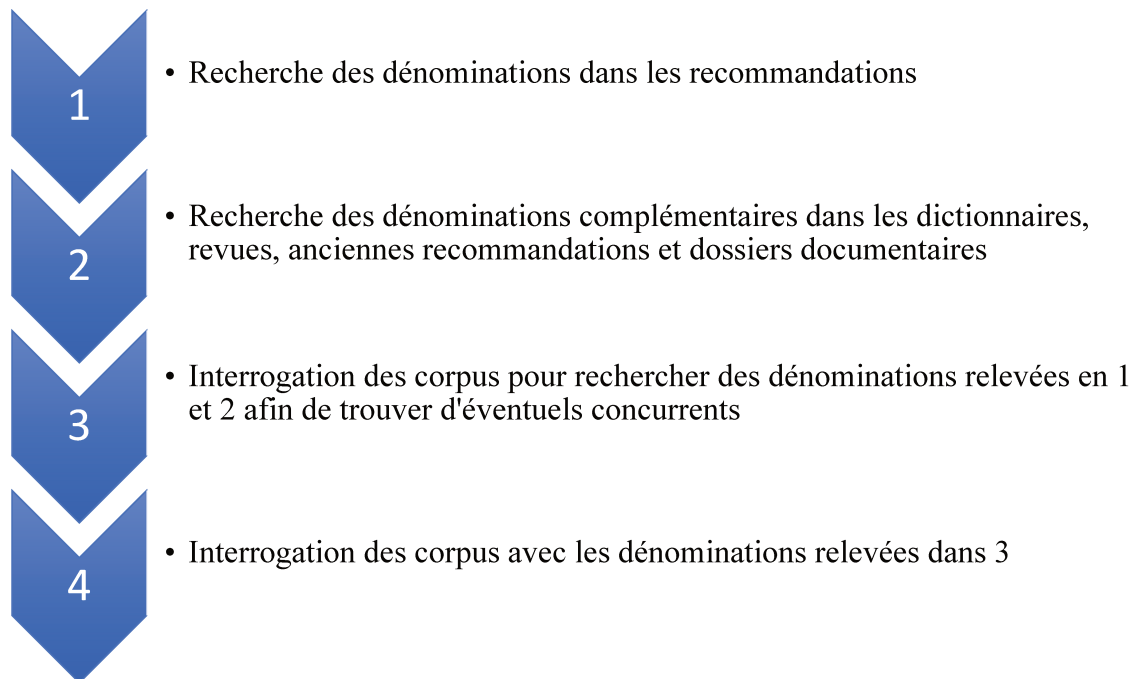 1
• Recherche des dénominations dans les recommandations
2
• Recherche des dénominations complémentaires dans les dictionnaires,
revues, anciennes recommandations et dossiers documentaires
3
• Interrogation des corpus pour rechercher des dénominations relevées en 1
et 2 afin de trouver d'éventuels concurrents
4
• Interrogation des corpus avec les dénominations relevées dans 3